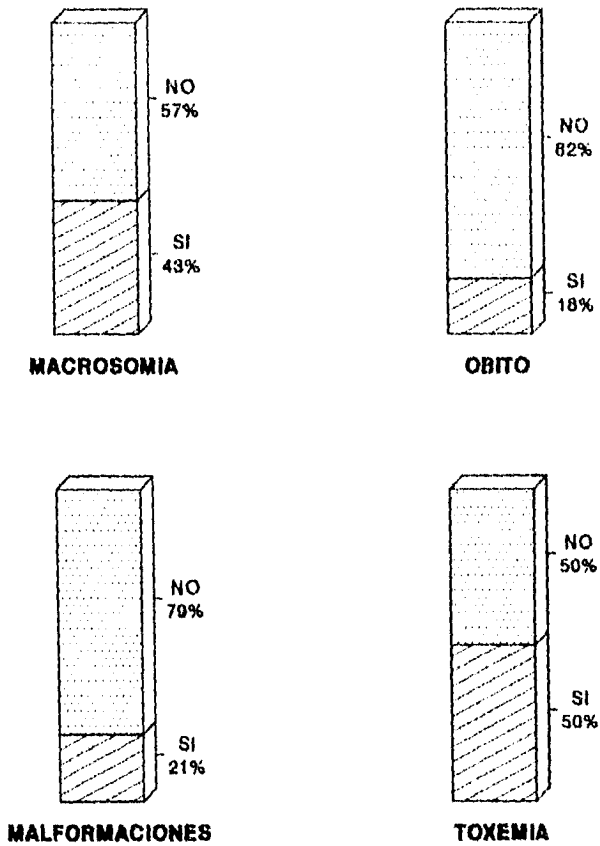 NO
57%
SI
43%
MACROSOMIA
NO
82%
SI
18%
OBITO
NO
79%
SI
21%
MALFORMACIONES
NO
50%
SI
50%
TOXEMIA